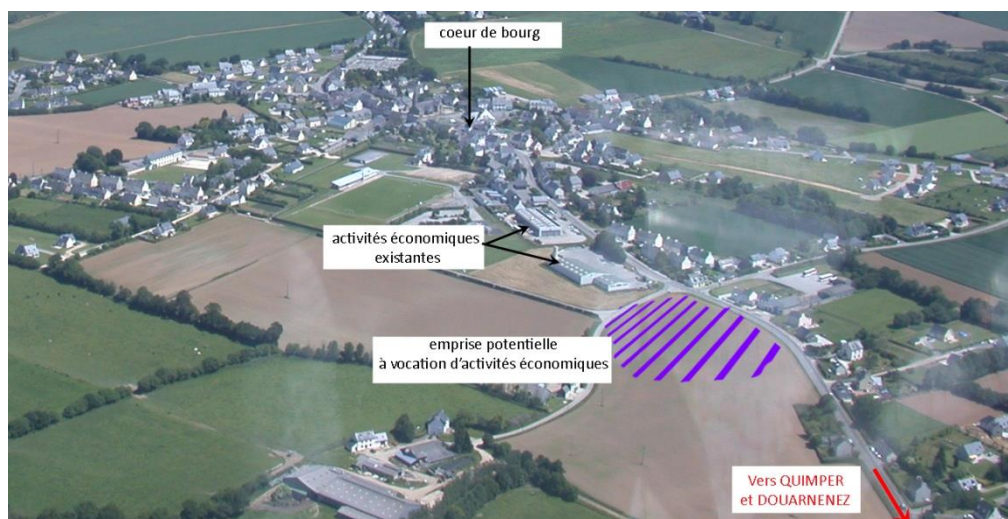 coeur de bourg
activités économiques
existantes
emprise potentielle
à vocation d'activités économiques
Vers QUIMPER
et DOUARNENEZ